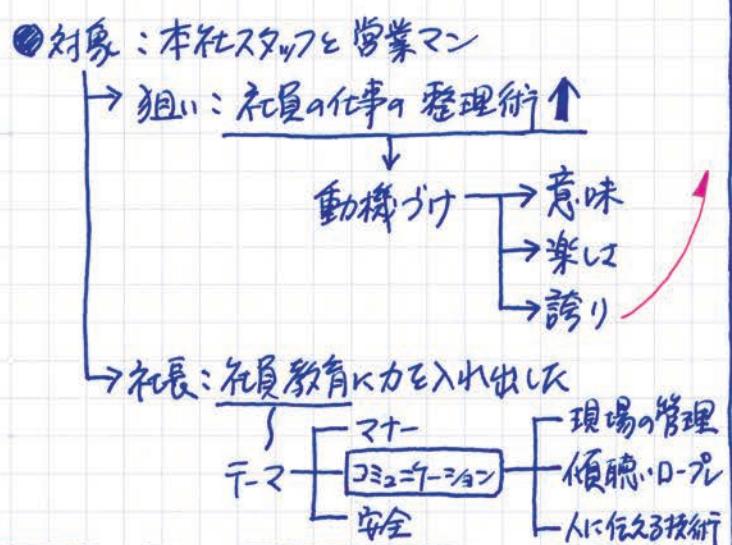 ●対象：本社スタッフと営業マン
→狙い：社員の仕事の整理術↑
↓
動機づけ→意味
→楽しさ
→誇り
→社長：社員教育に力を入れ出した
テーマ
マナー
コミュニケーション
安全
現場の管理
傾聴・ロープレ
人に伝える技術